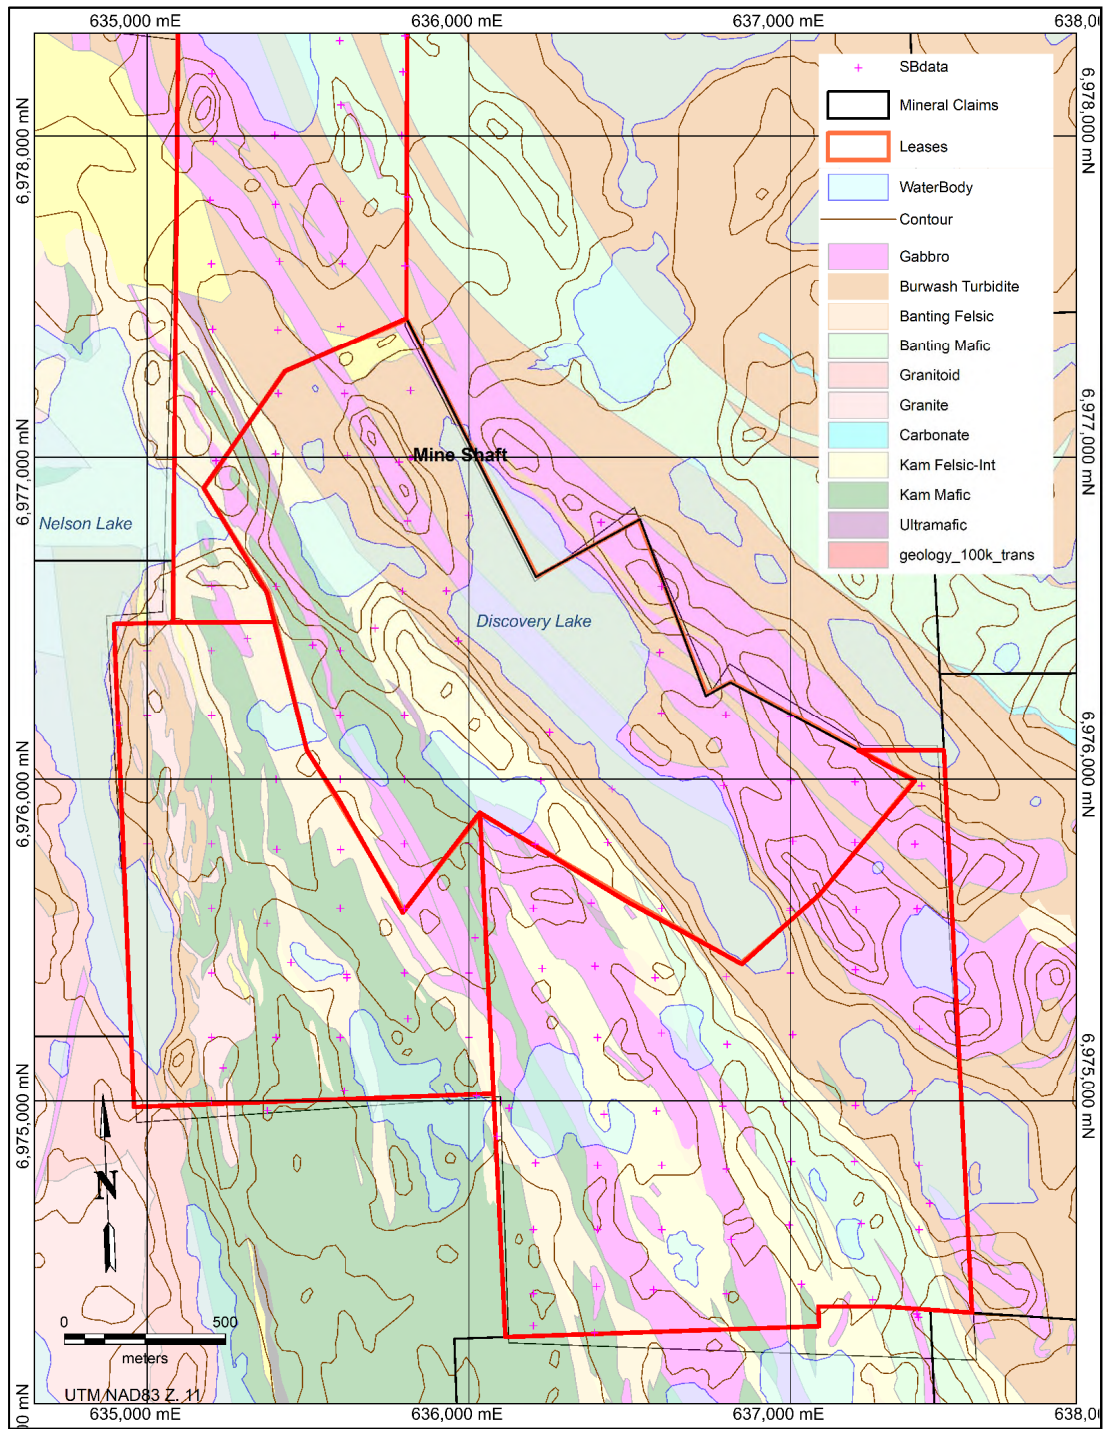 635,000 mE
636,000 mE
637,000 mE
638,0
6,978,000 mN
6,977,000 mN
6,976,000 mN
6,975,000 mN
00 mN
6,978,000 mN
6,977,000 mN
6,976,000 mN
6,975,000 mN
SBdata
Mineral Claims
Leases
WaterBody
Contour
Gabbro
Burwash Turbidite
Banting Felsic
Banting Mafic
Granitoid
Granite
Carbonate
Kam Felsic-Int
Kam Mafic
Ultramafic
geology_100k_trans
Mine Shaft
Nelson Lake
Discovery Lake
N
0 500
meters
UTM NAD83 Z. 11
635,000 mE
636,000 mE
637,000 mE
638,0